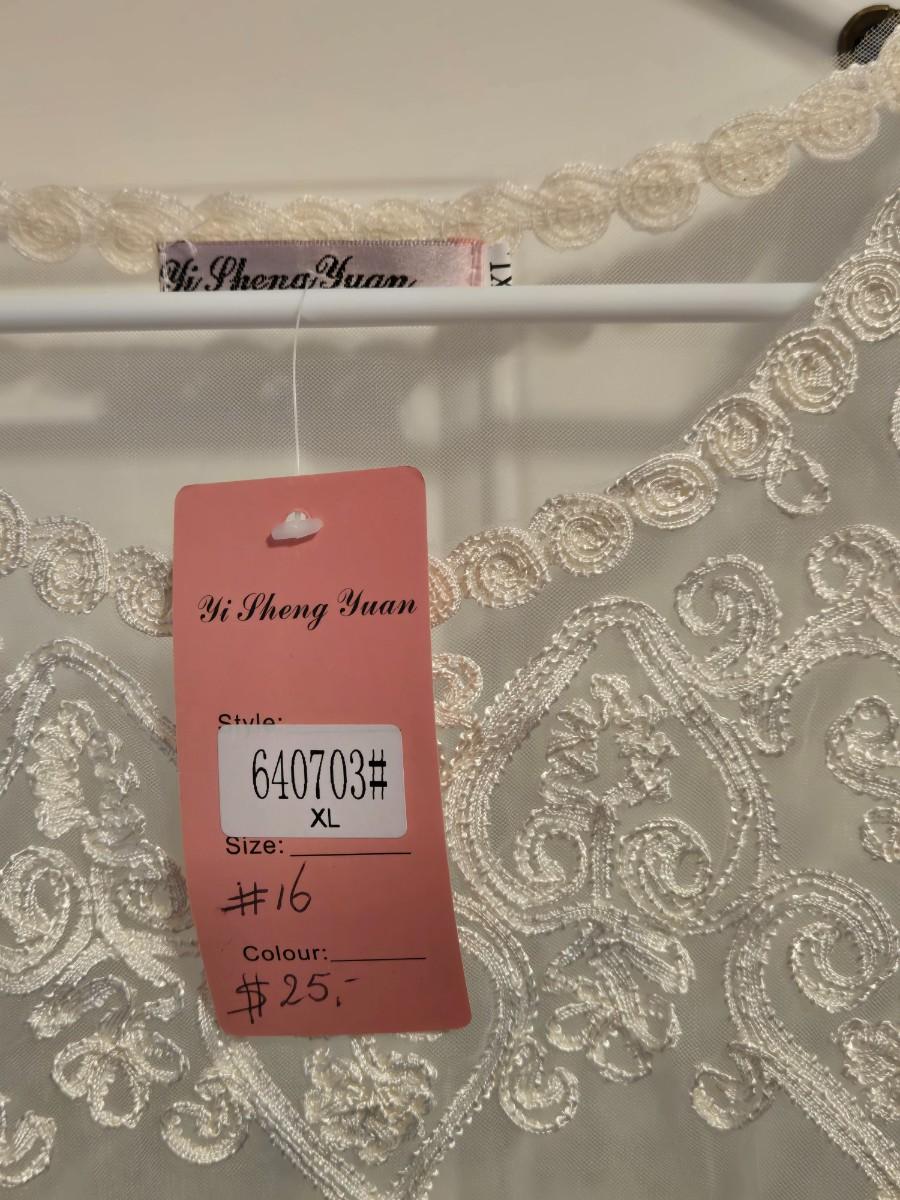 Yi Sheng Yuan
XL
Yi Sheng Yuan
Style:
640703#
XL
Size:
#16
Colour:
$25.-